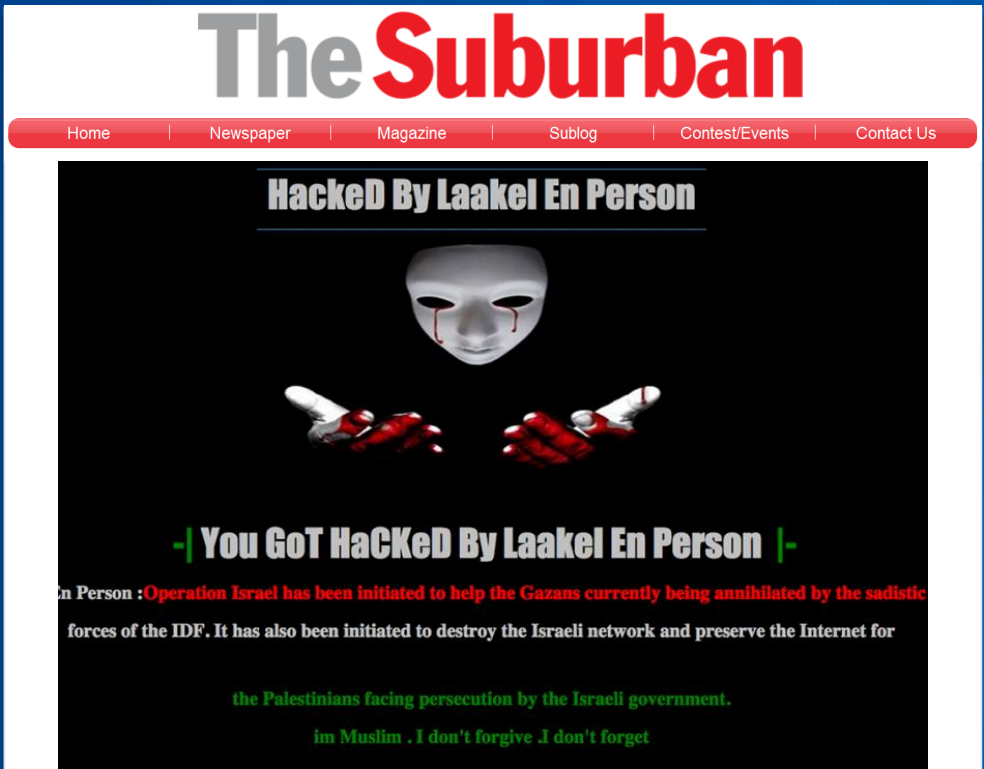 The Suburban
Home Newspaper Magazine Sublog Contest/Events Contact Us
HackeD By Laakel En Person
-| You GoT HaCKeD By Laakel En Person |-
En Person :Operation Israel has been initiated to help the Gazans currently being annihilated by the sadistic
forces of the IDF. It has also been initiated to destroy the Israeli network and preserve the Internet for
the Palestinians facing persecution by the Israeli government.
im Muslim . I don't forgive .I don't forget